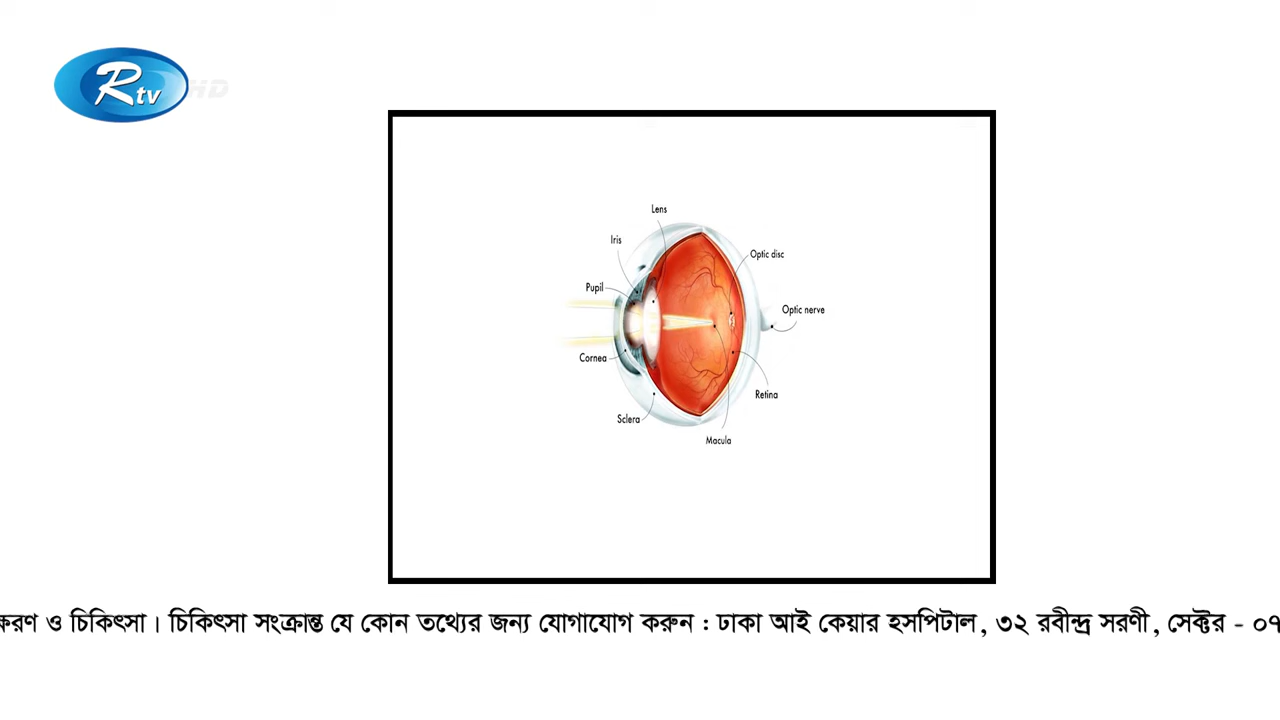 Rtv HD
Lens
Iris
Optic disc
Pupil
Optic nerve
Cornea
Retina
Sclera
Macula
ও চিকিৎসা। চিকিৎসা সংক্রান্ত যে কোন তথ্যের জন্য যোগাযোগ করুন : ঢাকা আই কেয়ার হসপিটাল, ৩২ রবীন্দ্র সরণী, সেক্টর - ০৭